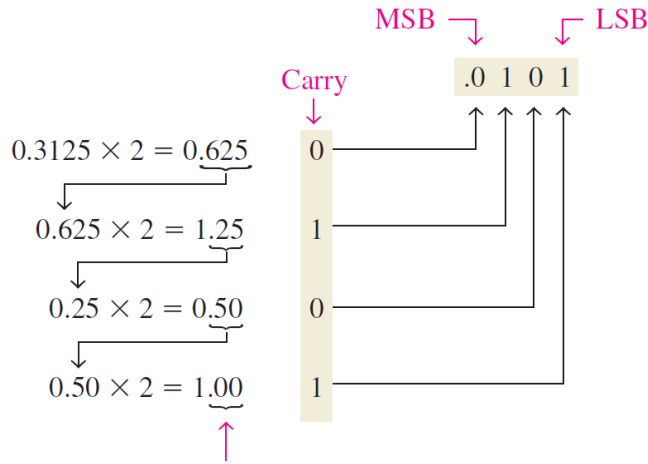 MSB LSB
.0 1 0 1
Carry
0.3125 × 2 = 0.625 0
0.625 × 2 = 1.25 1
0.25 × 2 = 0.50 0
0.50 × 2 = 1.00 1